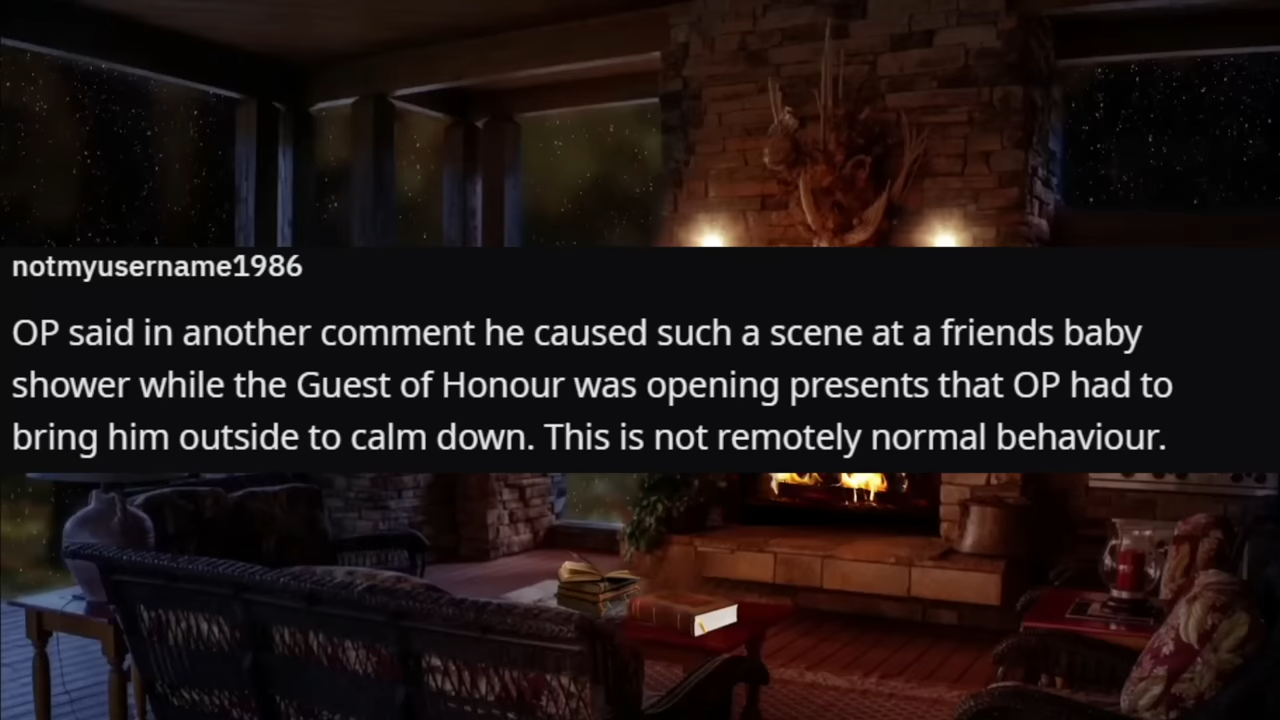 notmyusername1986
OP said in another comment he caused such a scene at a friends baby
shower while the Guest of Honour was opening presents that OP had to
bring him outside to calm down. This is not remotely normal behaviour.